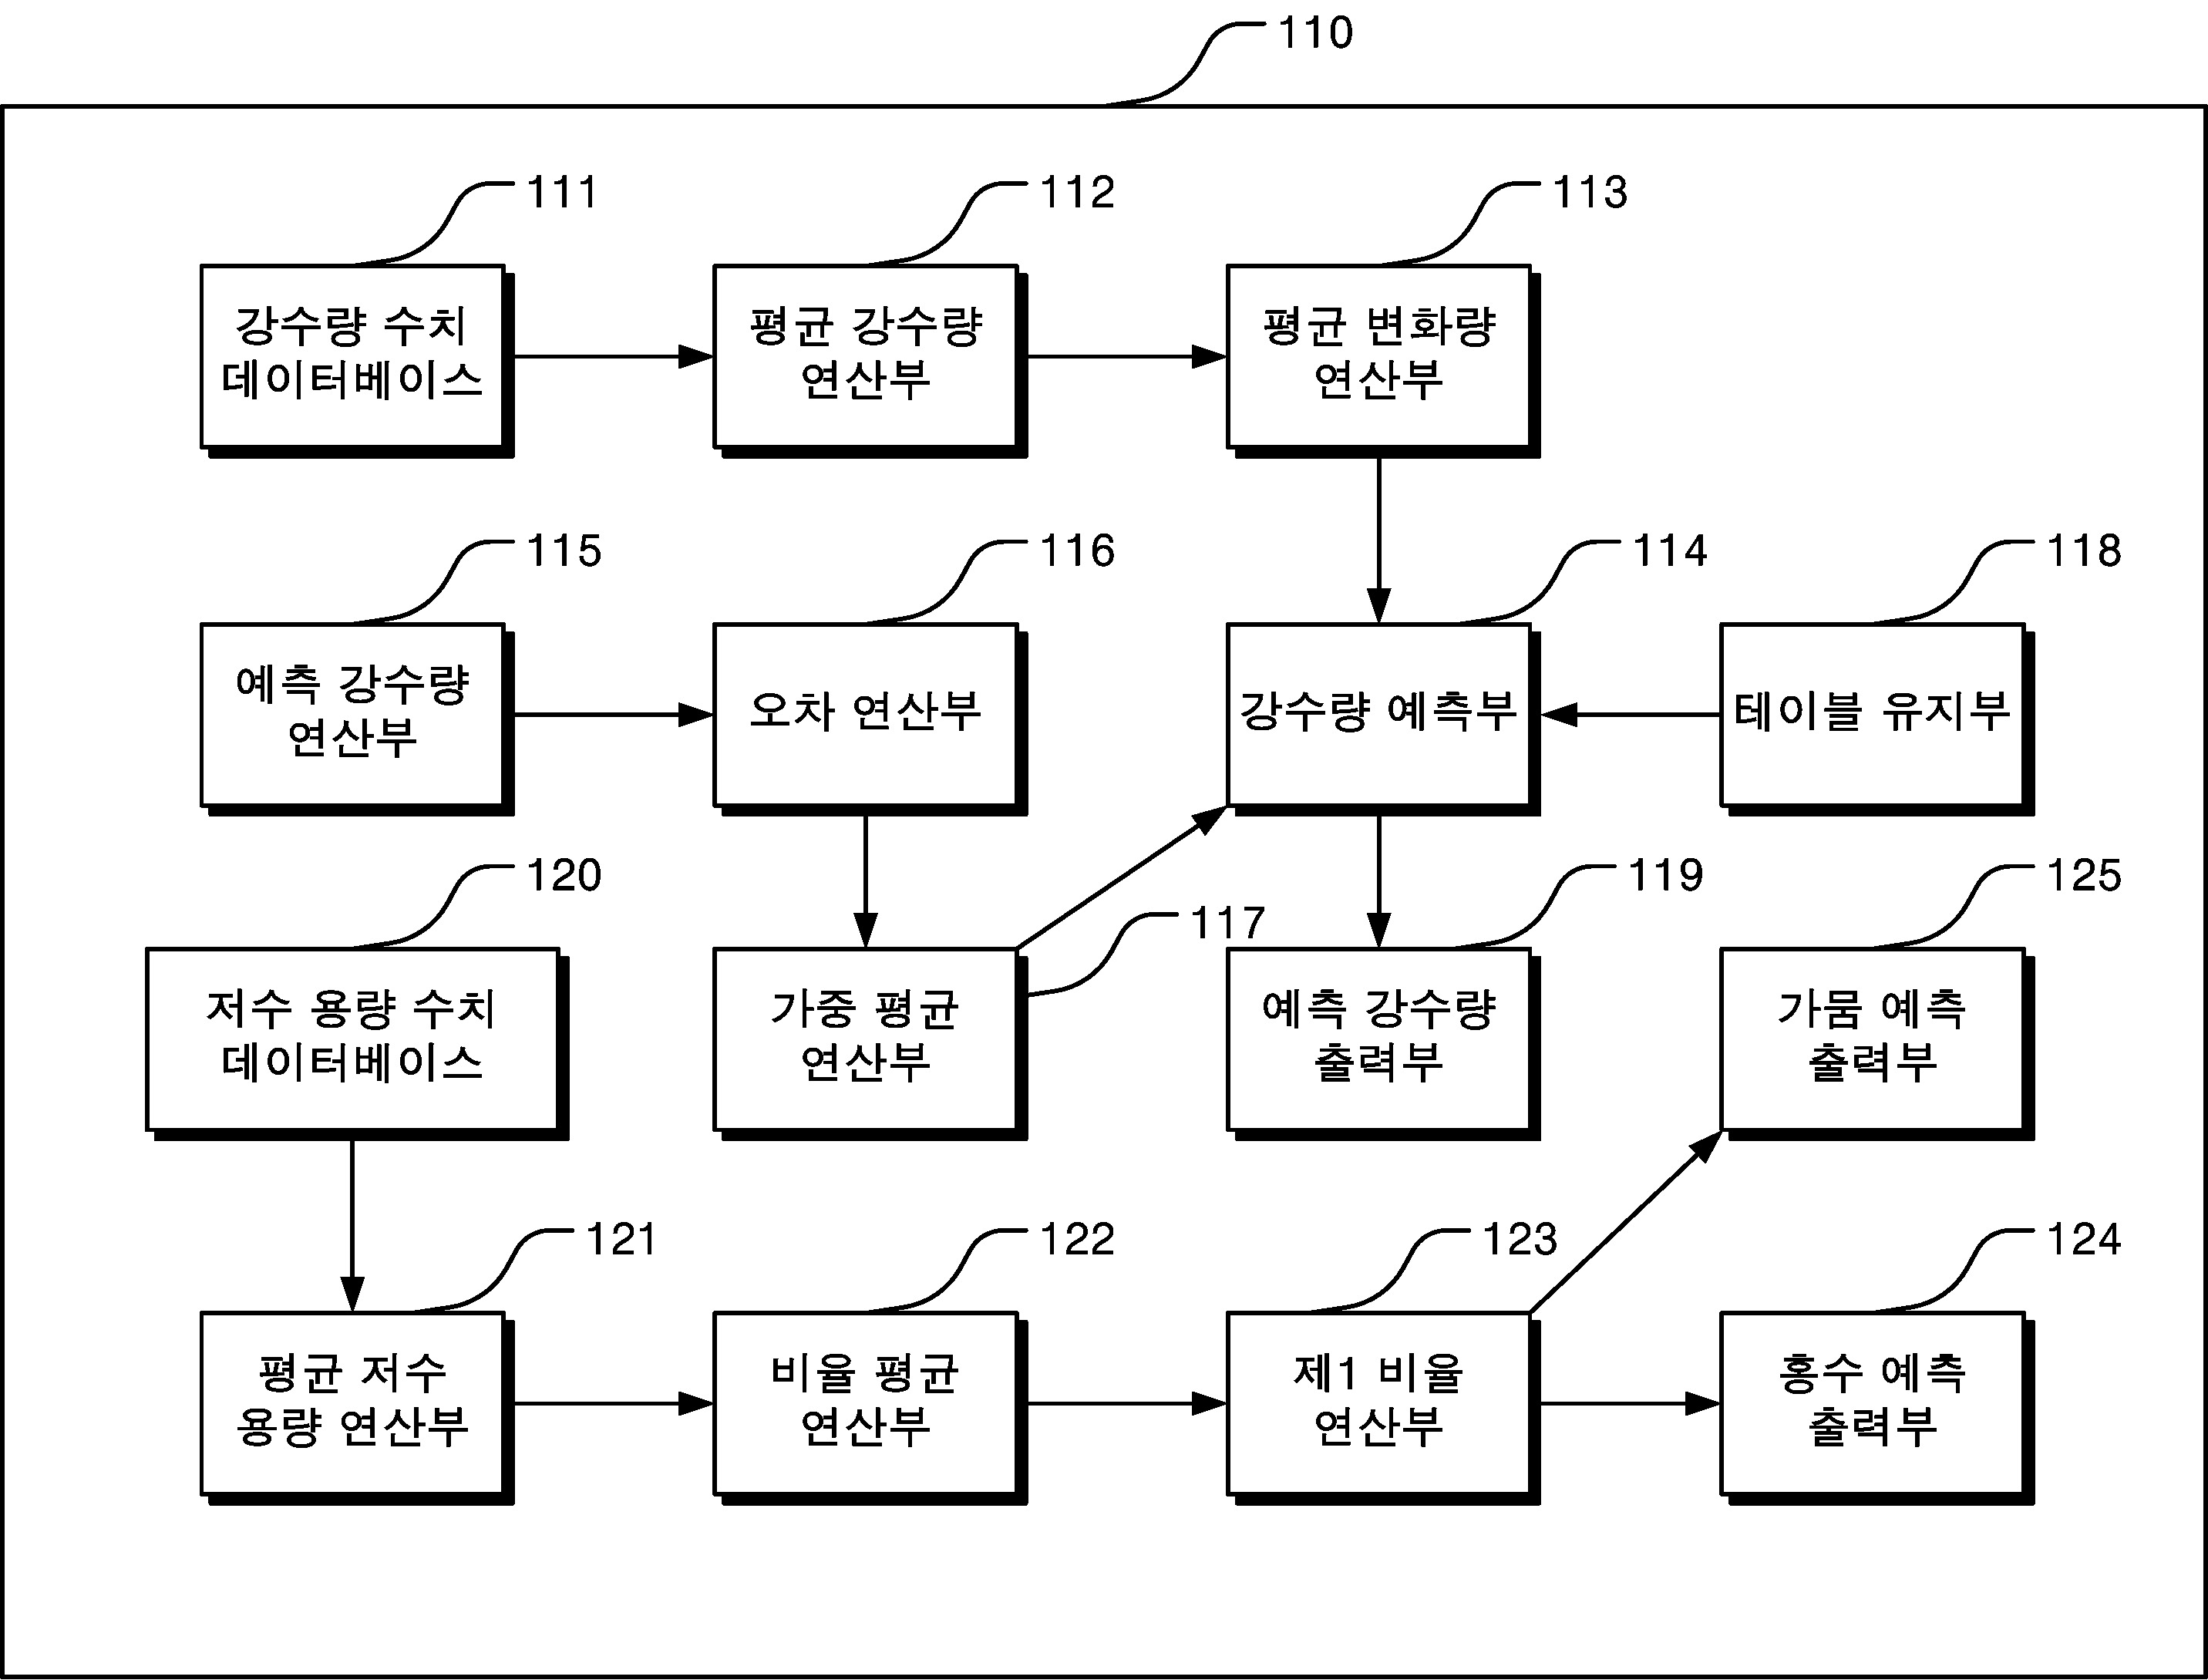 110
111
112
113
강수량 수치
데이터베이스
평균 강수량
연산부
평균 변화량
연산부
115
116
114
118
예측 강수량
연산부
오차 연산부
강수량 예측부
테이블 유지부
120
117
119
125
저수 용량 수치
데이터베이스
가중 평균
연산부
예측 강수량
출력부
가뭄 예측
출력부
121
122
123
124
평균 저수
용량 연산부
비율 평균
연산부
제1 비율
연산부
홍수 예측
출력부